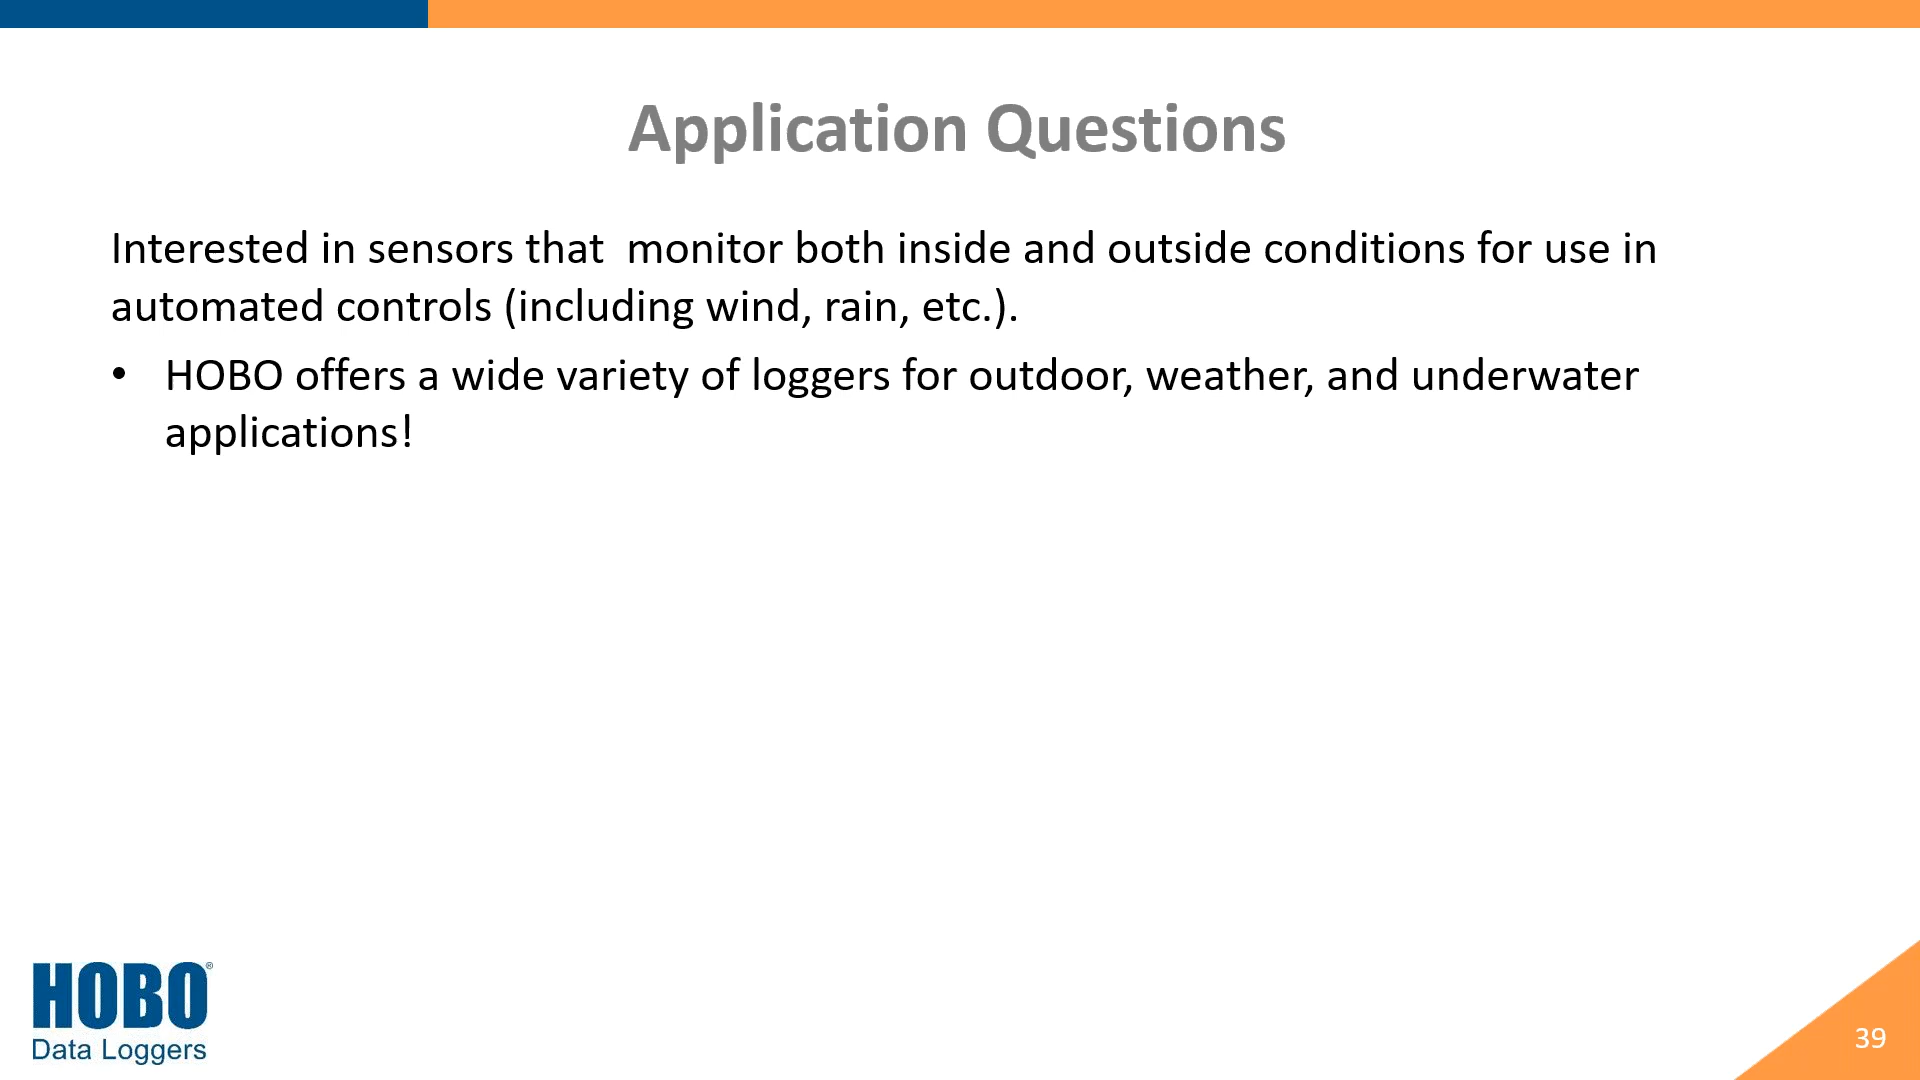 Application Questions
Interested in sensors that  monitor both inside and outside conditions for use in
automated controls (including wind, rain, etc.).
• HOBO offers a wide variety of loggers for outdoor, weather, and underwater
applications!
HOBO®
Data Loggers
39